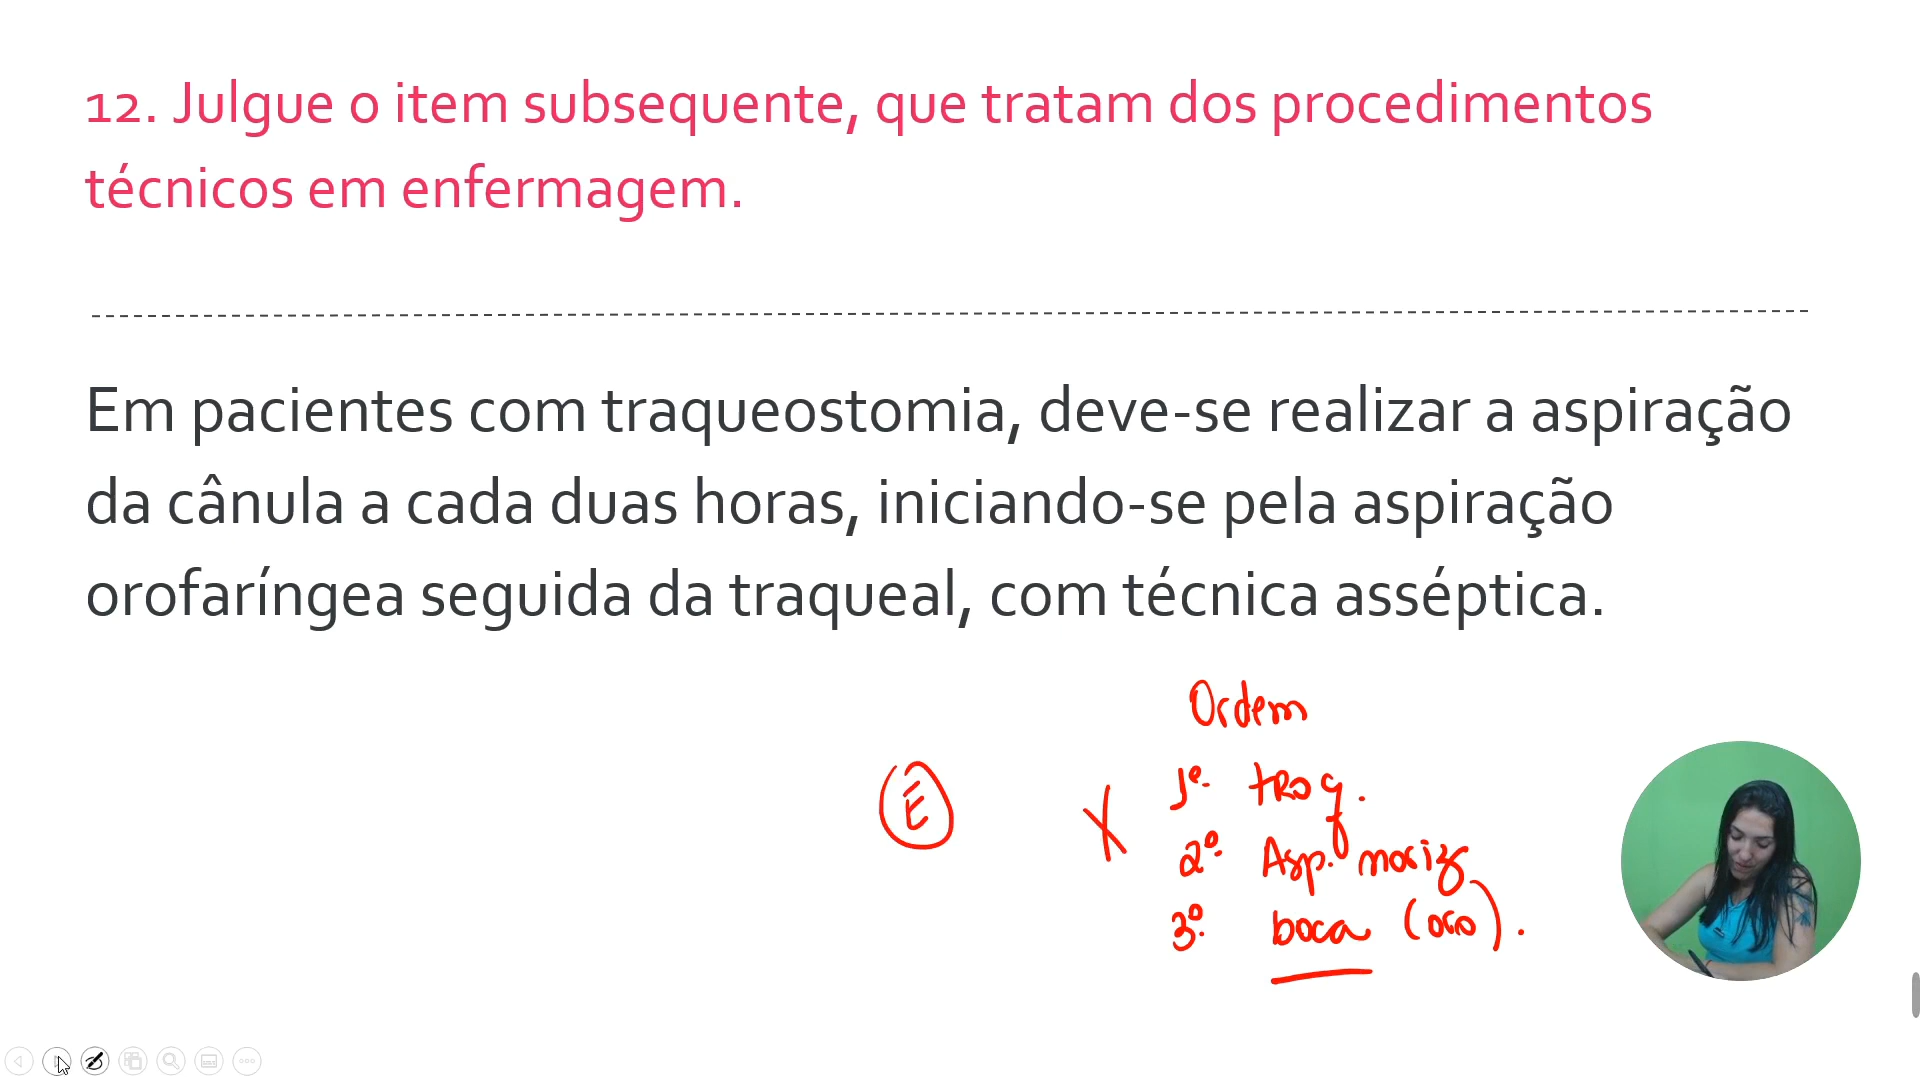 12. Julgue o item subsequente, que tratam dos procedimentos
técnicos em enfermagem.
Em pacientes com traqueostomia, deve-se realizar a aspiração
da cânula a cada duas horas, iniciando-se pela aspiração
orofaríngea seguida da traqueal, com técnica asséptica.
Ordem
E
X
1º. traq.
2º. Asp. nariz
3º. boca (oro).